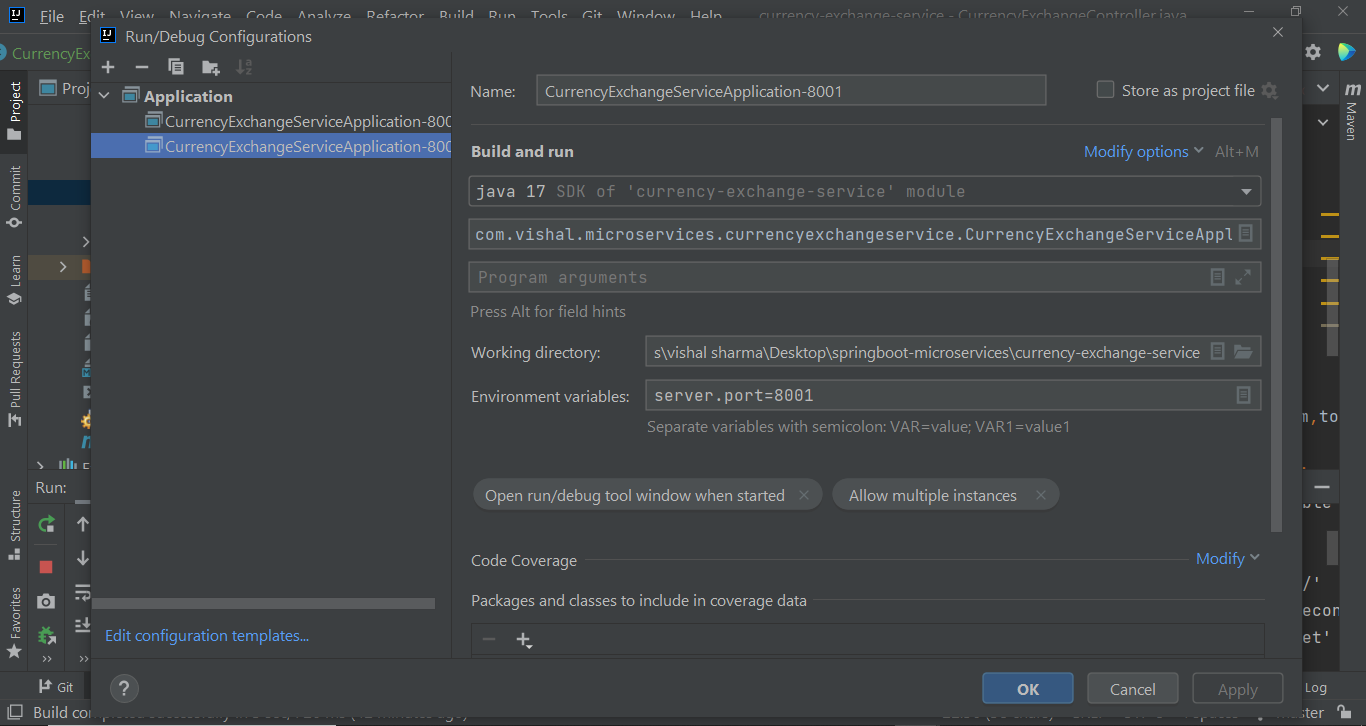 File Edit View Navigate Code Analyze Refactor Build Run Tools Git Window Help currency-exchange-service - CurrencyExchangeController.java
Run/Debug Configurations
CurrencyEx
Project
Proj
Commit
Learn
Pull Requests
Structure
Favorites
Application
CurrencyExchangeServiceApplication-800
CurrencyExchangeServiceApplication-800
Edit configuration templates...
Name: CurrencyExchangeServiceApplication-8001
Store as project file
Build and run
Modify options Alt+M
java 17 SDK of 'currency-exchange-service' module
com.vishal.microservices.currencyexchangeservice.CurrencyExchangeServiceAppl
Program arguments
Press Alt for field hints
Working directory: s\vishal sharma\Desktop\springboot-microservices\currency-exchange-service
Environment variables: server.port=8001
Separate variables with semicolon: VAR=value; VAR1=value1
Open run/debug tool window when started × Allow multiple instances ×
Code Coverage
Modify
Packages and classes to include in coverage data
? OK Cancel Apply
m
Maven
m,to
/'
econ
et'
Run:
Git
Log
Build co